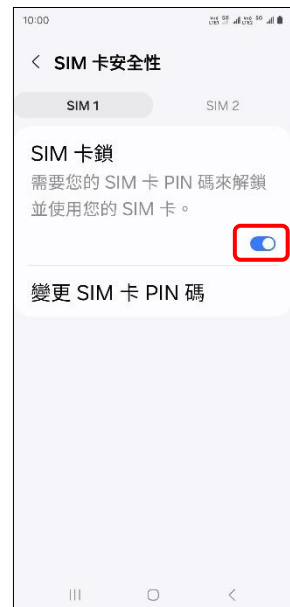 10:00
SIM 卡安全性
SIM 1
SIM 2
SIM 卡鎖
需要您的 SIM 卡 PIN 碼來解鎖
並使用您的 SIM 卡。
變更 SIM 卡 PIN 碼